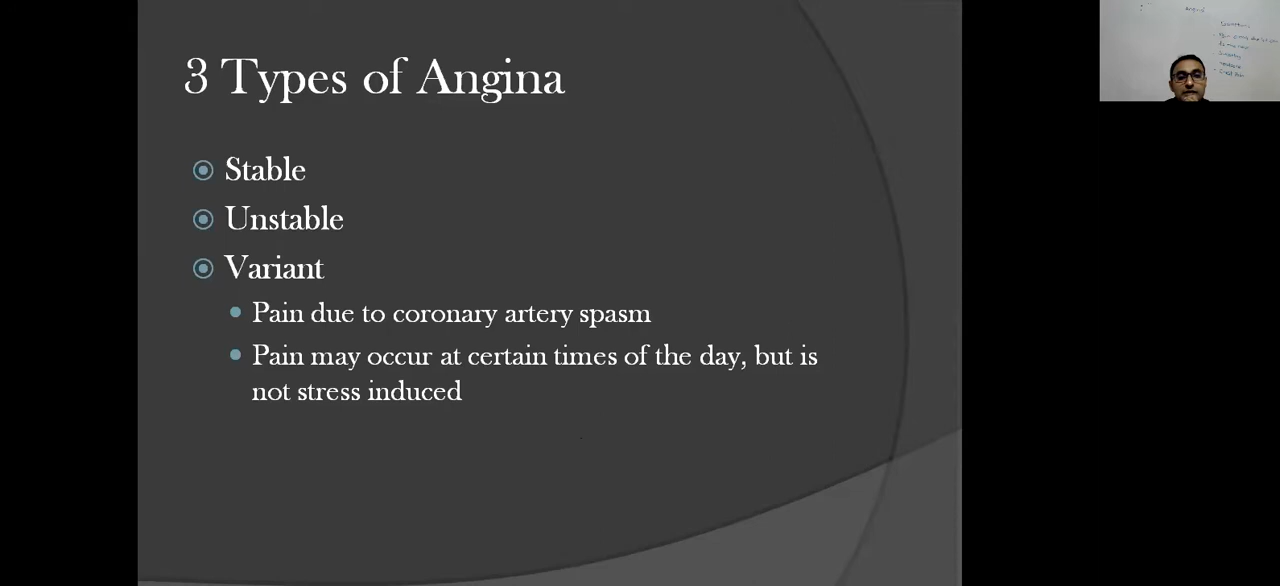 3 Types of Angina
Stable
Unstable
Variant
Pain due to coronary artery spasm
Pain may occur at certain times of the day, but is
not stress induced
Angina